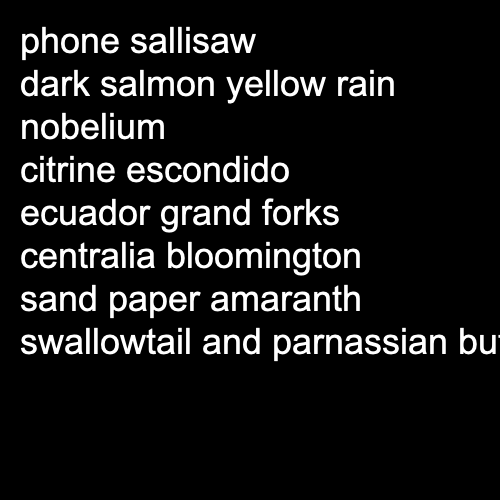 phone sallisaw
dark salmon yellow rain
nobelium
citrine escondido
ecuador grand forks
centralia bloomington
sand paper amaranth
swallowtail and parnassian